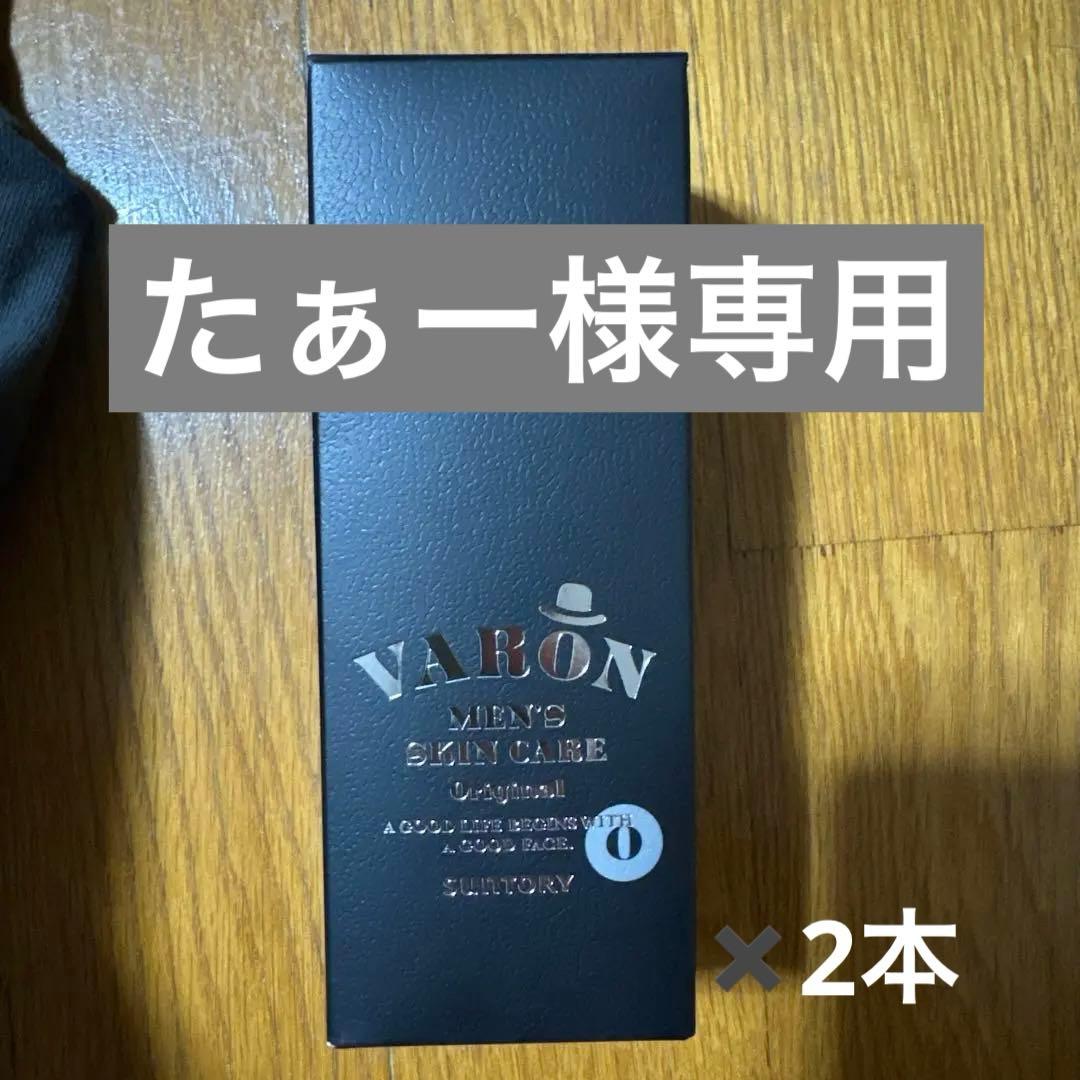 たぁー様専用
VARON
MEN'S
SKIN CARE
Original
A GOOD LIFE BEGINS WITH
A GOOD FACE.
O
SUNTORY
✖2本